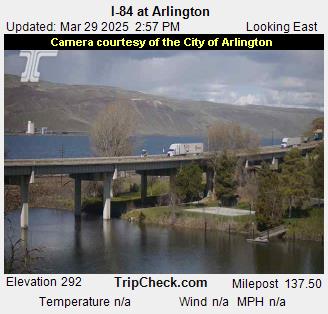 I-84 at Arlington
Updated: Mar 29 2025 2:57 PM Looking East
Camera courtesy of the City of Arlington
Elevation 292 TripCheck.com Milepost 137.50
Temperature n/a Wind n/a MPH n/a